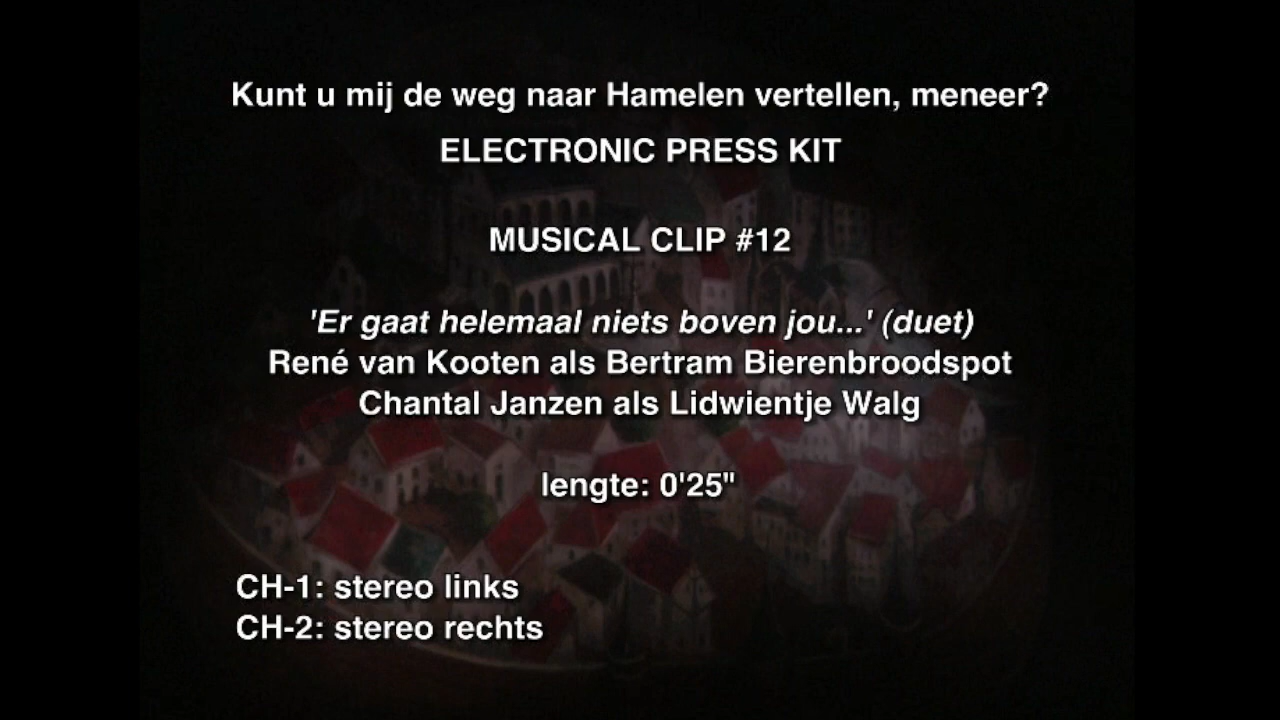 Kunt u mij de weg naar Hamelen vertellen, meneer?
ELECTRONIC PRESS KIT
MUSICAL CLIP #12
'Er gaat helemaal niets boven jou...' (duet)
René van Kooten als Bertram Bierenbroodspot
Chantal Janzen als Lidwientje Walg
lengte: 0'25"
CH-1: stereo links
CH-2: stereo rechts